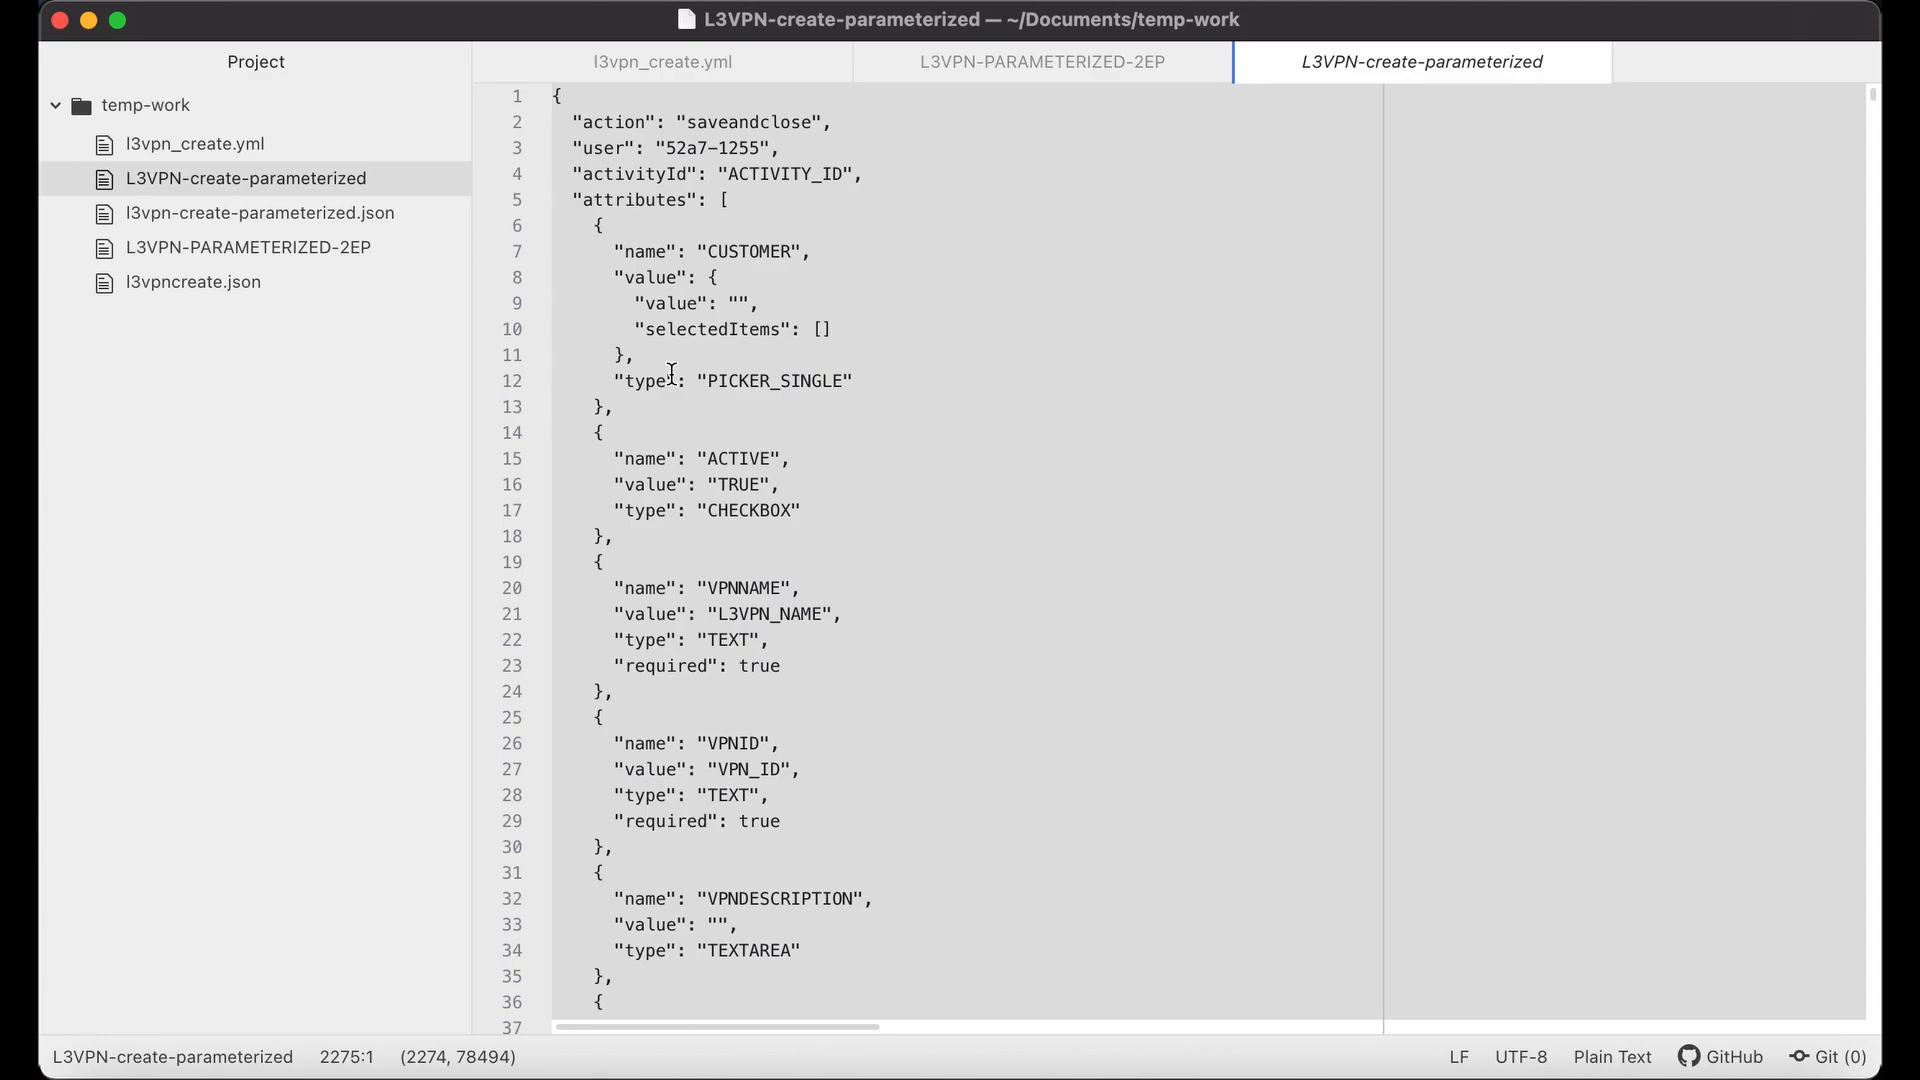 L3VPN-create-parameterized — ~/Documents/temp-work
Project
l3vpn_create.yml
L3VPN-PARAMETERIZED-2EP
L3VPN-create-parameterized
temp-work
l3vpn_create.yml
L3VPN-create-parameterized
l3vpn-create-parameterized.json
L3VPN-PARAMETERIZED-2EP
l3vpncreate.json
1 {
2 "action": "saveandclose",
3 "user": "52a7-1255",
4 "activityId": "ACTIVITY_ID",
5 "attributes": [
6 {
7 "name": "CUSTOMER",
8 "value": {
9 "value": "",
10 "selectedItems": []
11 },
12 "type": "PICKER_SINGLE"
13 },
14 {
15 "name": "ACTIVE",
16 "value": "TRUE",
17 "type": "CHECKBOX"
18 },
19 {
20 "name": "VPNNAME",
21 "value": "L3VPN_NAME",
22 "type": "TEXT",
23 "required": true
24 },
25 {
26 "name": "VPNID",
27 "value": "VPN_ID",
28 "type": "TEXT",
29 "required": true
30 },
31 {
32 "name": "VPNDESCRIPTION",
33 "value": "",
34 "type": "TEXTAREA"
35 },
36 {
37
L3VPN-create-parameterized 2275:1 (2274, 78494) LF UTF-8 Plain Text GitHub Git (0)